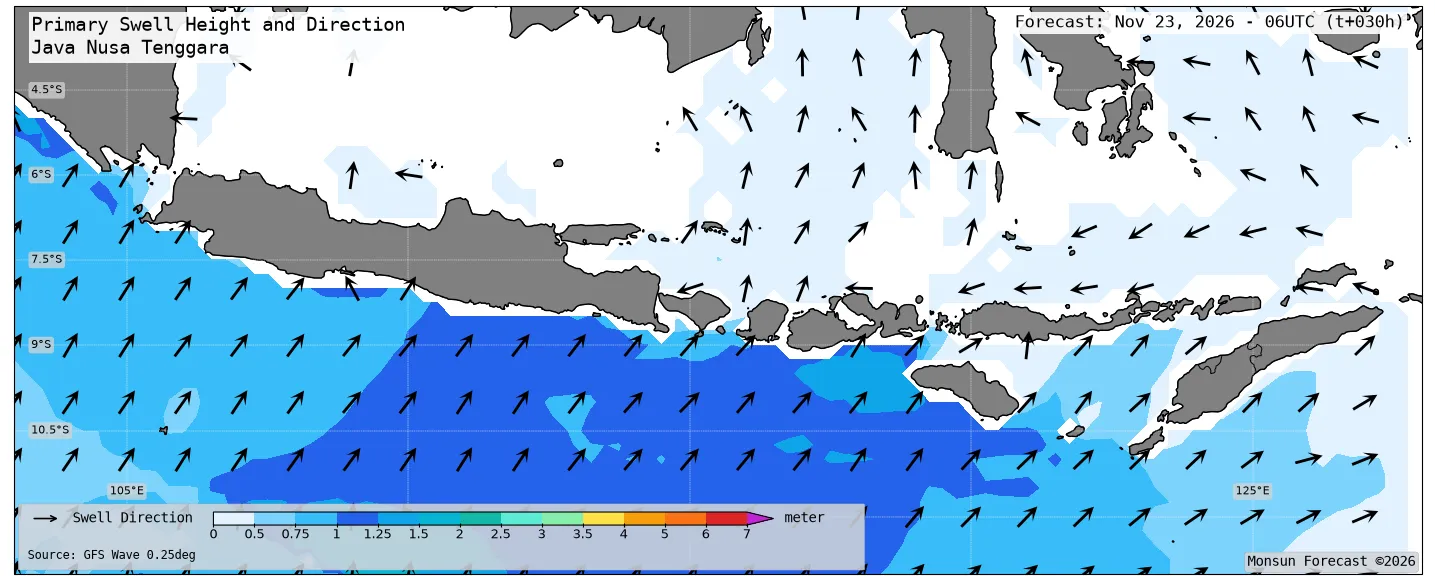 Primary Swell Height and Direction
Java Nusa Tenggara
Forecast: Nov 23, 2026 - 06UTC (t+030h)
4.5°S
6°S
7.5°S
9°S
10.5°S
105°E
125°E
Swell Direction
0 0.5 0.75 1 1.25 1.5 2 2.5 3 3.5 4 5 6 7
meter
Source: GFS Wave 0.25deg
Monsun Forecast ©2026